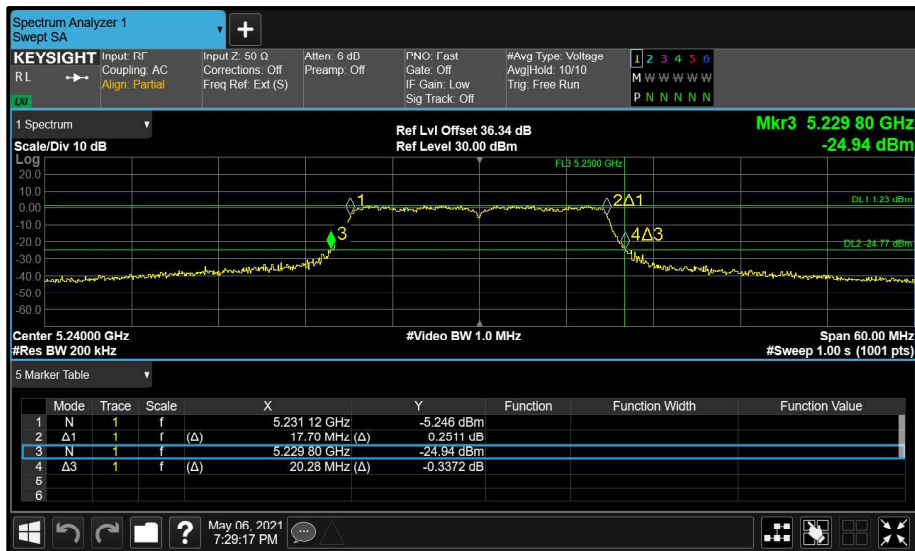 Spectrum Analyzer 1
Swept SA
+
KEYSIGHT Input: RF Input Z: 50 Ω Atten: 6 dB PNO: Fast #Avg Type: Voltage 1 2 3 4 5 6
RL Coupling: AC Corrections: Off Preamp: Off Gate: Off Avg|Hold: 10/10 M W W W W W
Align: Partial Freq Ref: Ext (S) IF Gain: Low Trig: Free Run
LXI Sig Track: Off P N N N N N
1 Spectrum Ref Lvl Offset 36.34 dB Mkr3 5.229 80 GHz
Scale/Div 10 dB Ref Level 30.00 dBm -24.94 dBm
Log
FL3 5.2500 GHz
20.0
10.0
1 2Δ1 DL1 1.23 dBm
0.00
-10.0
3 4Δ3
-20.0 DL2 -24.77 dBm
-30.0
-40.0
-50.0
-60.0
Center 5.24000 GHz #Video BW 1.0 MHz Span 60.00 MHz
#Res BW 200 kHz #Sweep 1.00 s (1001 pts)
5 Marker Table
Mode Trace Scale X Y Function Function Width Function Value
1 N 1 f 5.231 12 GHz -5.246 dBm
2 Δ1 1 f (Δ) 17.70 MHz (Δ) 0.2511 dB
3 N 1 f 5.229 80 GHz -24.94 dBm
4 Δ3 1 f (Δ) 20.28 MHz (Δ) -0.3372 dB
5
6
? May 06, 2021
7:29:17 PM